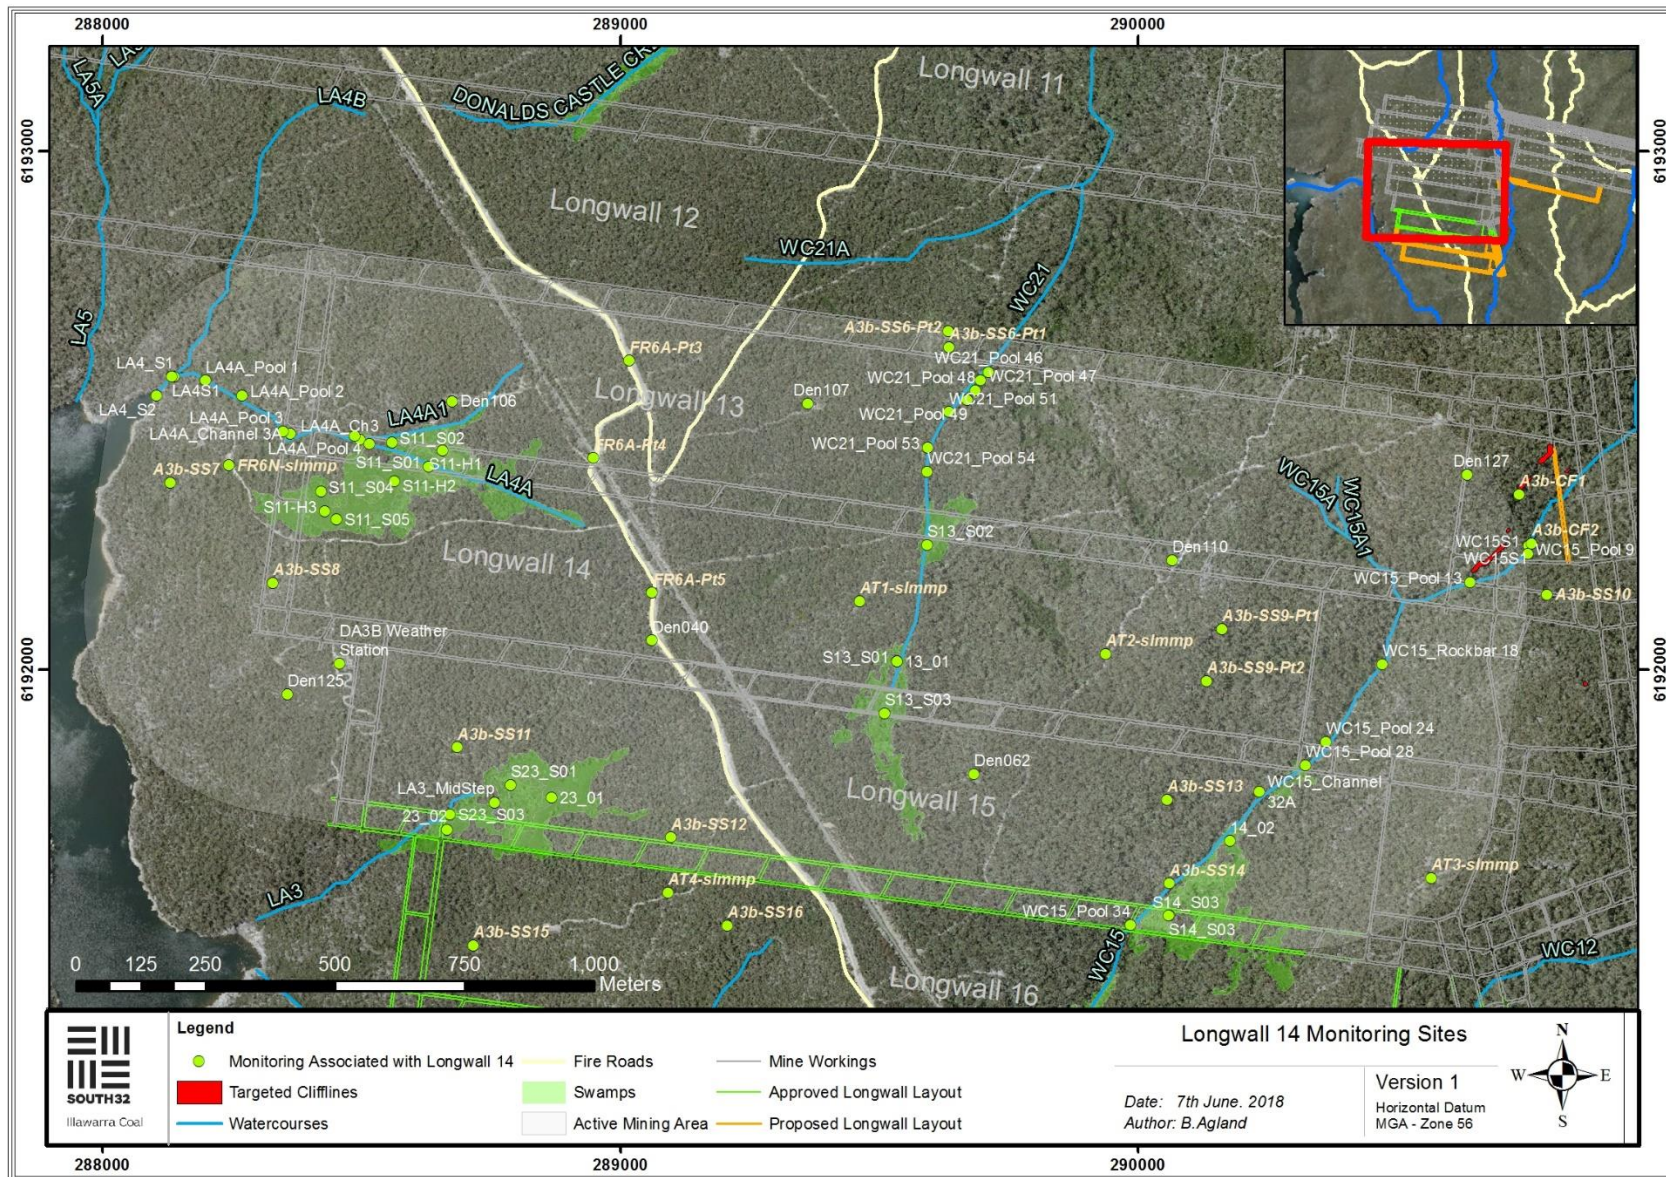 288000
289000
290000
6193000
6193000
6192000
6192000
LA5A
LA4B
DONALDS CASTLE CRE
Longwall 11
Longwall 12
WC21A
WC21
LA5
A3b-SS6-Pt2
A3b-SS6-Pt1
FR6A-Pt3
WC21_Pool 46
LA4_S1
LA4A_Pool 1
WC21_Pool 48
WC21_Pool 47
LA4S1
LA4A_Pool 2
Longwall 13
Den107
WC21_Pool 51
LA4_S2
Den106
WC21_Pool 49
LA4A_Pool 3
LA4A1
LA4A_Channel 3A
LA4A_Ch3
LA4A_Pool 4
S11_S02
FR6A-Pt4
WC21_Pool 53
A3b-SS7
FR6N-slmmp
S11_S01
S11-H1
WC21_Pool 54
Den127
LA4A
S11_S04
S11-H2
WC15A
WC15A1
A3b-CF1
S11-H3
S11_S05
S13_S02
A3b-CF2
WC15S1
Longwall 14
Den110
WC15S1
WC15_Pool 9
A3b-SS8
FR6A-Pt5
AT1-slmmp
WC15_Pool 13
A3b-SS10
A3b-SS9-Pt1
DA3B Weather
Station
Den040
AT2-slmmp
S13_S01
13_01
WC15_Rockbar 18
A3b-SS9-Pt2
Den125
S13_S03
WC15_Pool 24
A3b-SS11
WC15_Pool 28
S23_S01
Den062
LA3_MidStep
23_01
Longwall 15
A3b-SS13
WC15_Channel
32A
23_02
S23_S03
A3b-SS12
14_02
A3b-SS14
AT3-slmmp
LA3
AT4-slmmp
WC15_Pool 34
S14_S03
S14_S03
A3b-SS16
A3b-SS15
WC15
WC12
Longwall 16
0 125 250 500 750 1,000
Meters
Legend
Monitoring Associated with Longwall 14
Fire Roads
Mine Workings
Targeted Clifflines
Swamps
Approved Longwall Layout
Watercourses
Active Mining Area
Proposed Longwall Layout
SOUTH32
Illawarra Coal
Longwall 14 Monitoring Sites
Date: 7th June. 2018
Author: B.Agland
Version 1
Horizontal Datum
MGA - Zone 56
N
W
E
S
288000
289000
290000